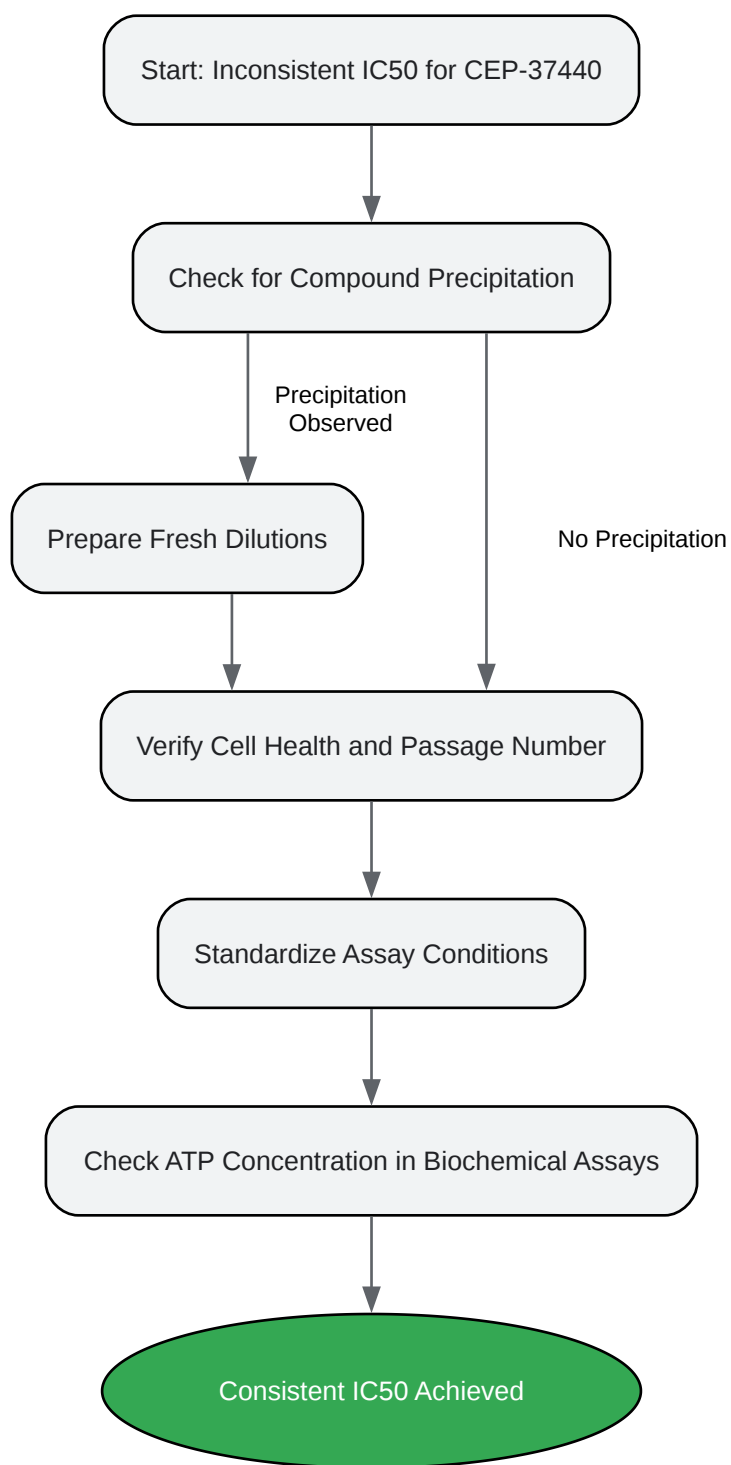 Start: Inconsistent IC50 for CEP-37440
Check for Compound Precipitation
Precipitation
Observed
Prepare Fresh Dilutions
No Precipitation
Verify Cell Health and Passage Number
Standardize Assay Conditions
Check ATP Concentration in Biochemical Assays
Consistent IC50 Achieved